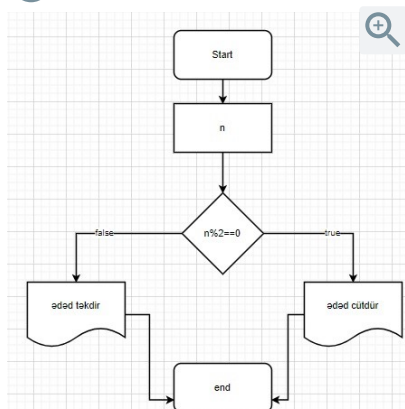 Start
n
n%2==0
false
true
ədəd təkdir
ədəd cütdür
end